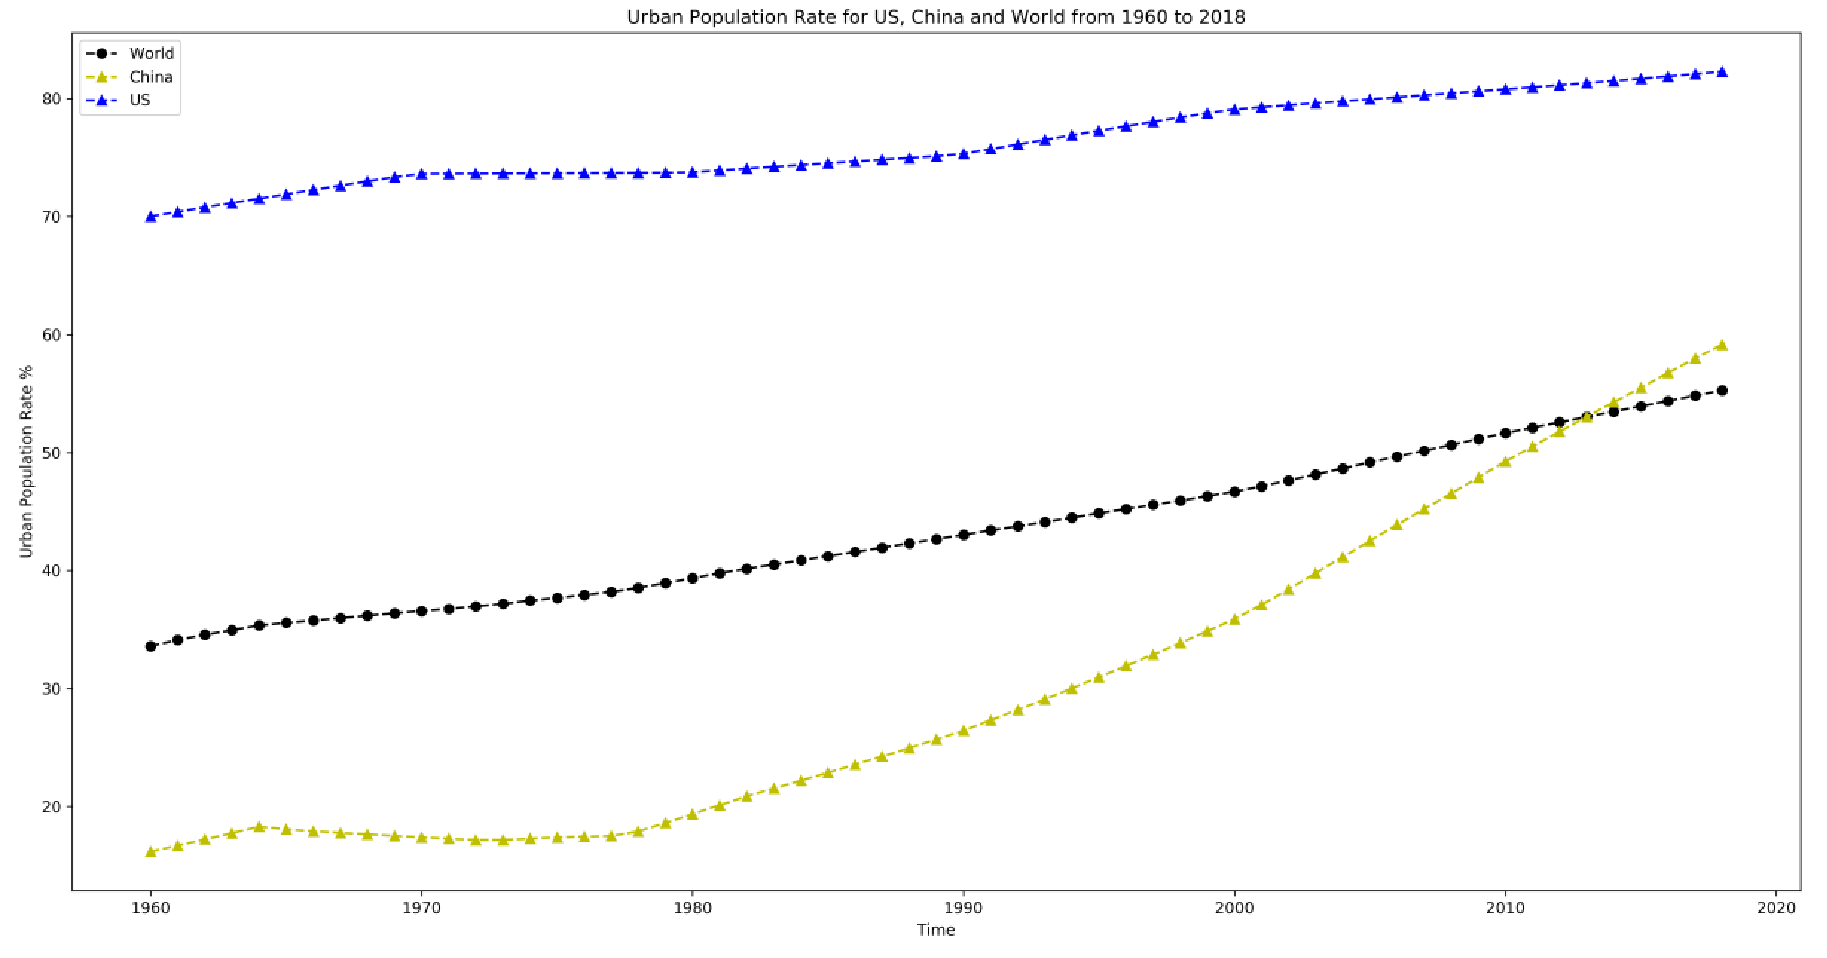 Urban Population Rate for US, China and World from 1960 to 2018
World
China
US
80
70
60
50
40
30
20
Urban Population Rate %
1960 1970 1980 1990 2000 2010 2020
Time